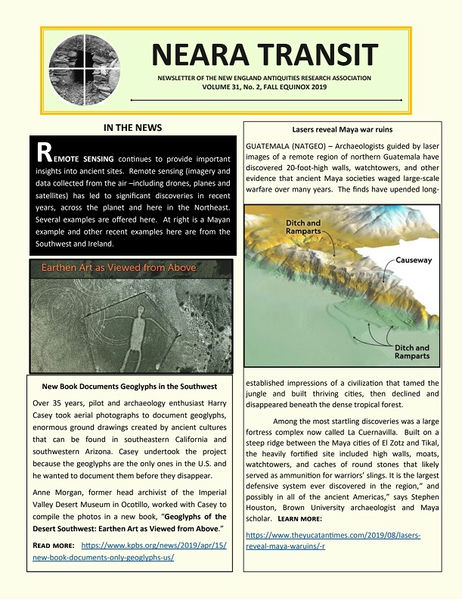 NEARA TRANSIT
NEWSLETTER OF THE NEW ENGLAND ANTIQUITIES RESEARCH ASSOCIATION
VOLUME 31, No. 2, FALL EQUINOX 2019
IN THE NEWS
REMOTE SENSING continues to provide important
insights into ancient sites. Remote sensing (imagery and
data collected from the air –including drones, planes and
satellites) has led to significant discoveries in recent
years, across the planet and here in the Northeast.
Several examples are offered here. At right is a Mayan
example and other recent examples here are from the
Southwest and Ireland.
Earthen Art as Viewed from Above
New Book Documents Geoglyphs in the Southwest
Over 35 years, pilot and archaeology enthusiast Harry
Casey took aerial photographs to document geoglyphs,
enormous ground drawings created by ancient cultures
that can be found in southeastern California and
southwestern Arizona. Casey undertook the project
because the geoglyphs are the only ones in the U.S. and
he wanted to document them before they disappear.
Anne Morgan, former head archivist of the Imperial
Valley Desert Museum in Ocotillo, worked with Casey to
compile the photos in a new book, “Geoglyphs of the
Desert Southwest: Earthen Art as Viewed from Above.”
READ MORE: https://www.kpbs.org/news/2019/apr/15/
new-book-documents-only-geoglyphs-us/
Lasers reveal Maya war ruins
GUATEMALA (NATGEO) – Archaeologists guided by laser
images of a remote region of northern Guatemala have
discovered 20-foot-high walls, watchtowers, and other
evidence that ancient Maya societies waged large-scale
warfare over many years. The finds have upended long-
Ditch and
Ramparts
Causeway
Ditch and
Ramparts
established impressions of a civilization that tamed the
jungle and built thriving cities, then declined and
disappeared beneath the dense tropical forest.
Among the most startling discoveries was a large
fortress complex now called La Cuernavilla. Built on a
steep ridge between the Maya cities of El Zotz and Tikal,
the heavily fortified site included high walls, moats,
watchtowers, and caches of round stones that likely
served as ammunition for warriors’ slings. It is the largest
defensive system ever discovered in the region,” and
possibly in all of the ancient Americas,” says Stephen
Houston, Brown University archaeologist and Maya
scholar. LEARN MORE:
https://www.theyucatantimes.com/2019/08/lasers-
reveal-maya-waruins/-r